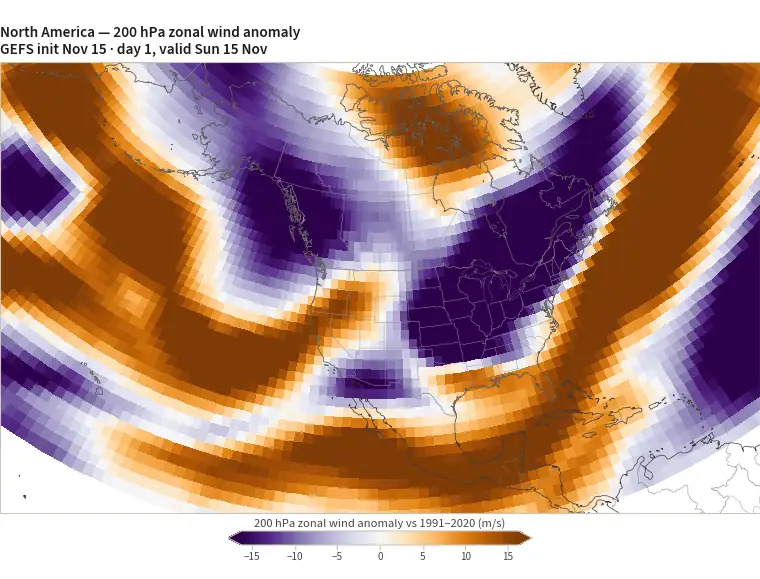 North America — 200 hPa zonal wind anomaly
GEFS init Nov 15 · day 1, valid Sun 15 Nov
200 hPa zonal wind anomaly vs 1991–2020 (m/s)
−15 −10 −5 0 5 10 15